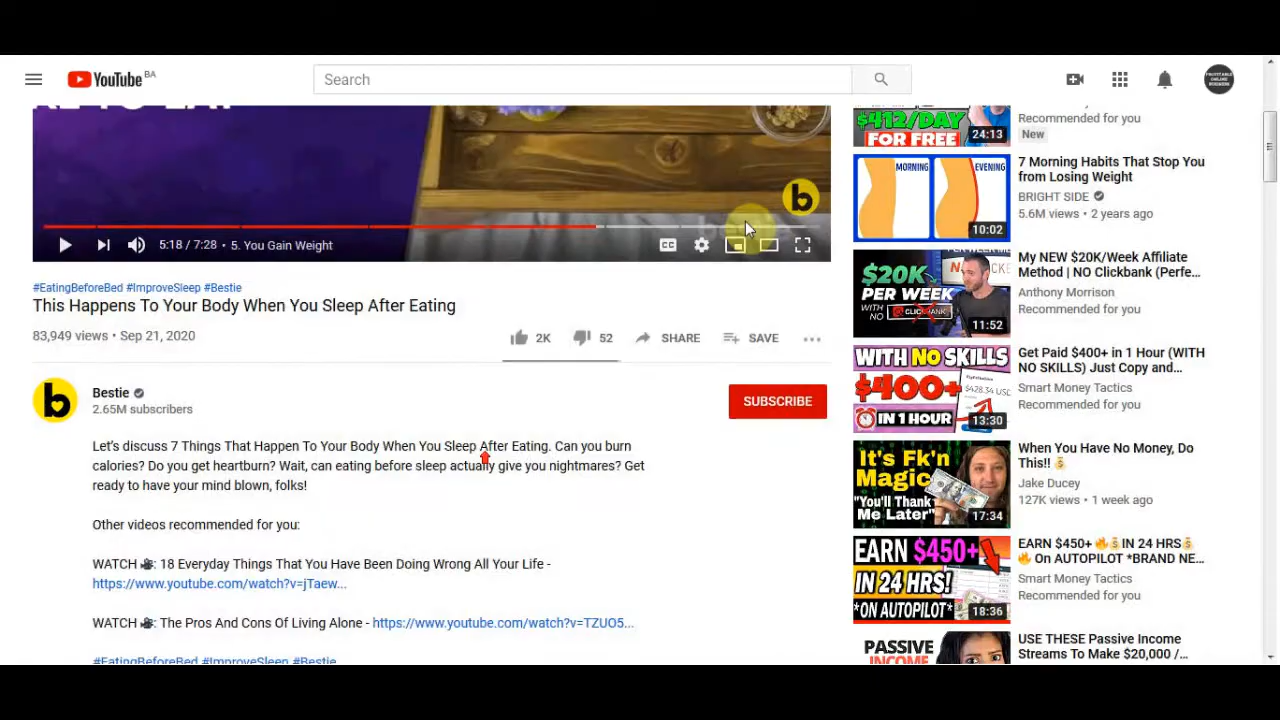 YouTube BA
Search
5:18 / 7:28 • 5. You Gain Weight
CC
#EatingBeforeBed #ImproveSleep #Bestie
This Happens To Your Body When You Sleep After Eating
83,949 views • Sep 21, 2020
2K
52
SHARE
SAVE
Bestie
2.65M subscribers
SUBSCRIBE
Let's discuss 7 Things That Happen To Your Body When You Sleep After Eating. Can you burn
calories? Do you get heartburn? Wait, can eating before sleep actually give you nightmares? Get
ready to have your mind blown, folks!
Other videos recommended for you:
WATCH 🎥: 18 Everyday Things That You Have Been Doing Wrong All Your Life -
https://www.youtube.com/watch?v=jTaew...
WATCH 🎥: The Pros And Cons Of Living Alone - https://www.youtube.com/watch?v=TZUO5...
#EatingBeforeBed #ImproveSleep #Bestie
$412/DAY
FOR FREE
24:13
Recommended for you
New
MORNING
EVENING
10:02
7 Morning Habits That Stop You
from Losing Weight
BRIGHT SIDE
5.6M views • 2 years ago
$20K
PER WEEK
WITH
NO
CLICKBANK
11:52
My NEW $20K/Week Affiliate
Method | NO Clickbank (Perfe...
Anthony Morrison
Recommended for you
WITH NO SKILLS
$400+
$428.34 USD
IN 1 HOUR
13:30
Get Paid $400+ in 1 Hour (WITH
NO SKILLS) Just Copy and...
Smart Money Tactics
Recommended for you
It's Fk'n
Magic
"You'll Thank
Me Later"
17:34
When You Have No Money, Do
This!! 💰
Jake Ducey
127K views • 1 week ago
EARN $450+
IN 24 HRS!
*ON AUTOPILOT*
18:36
EARN $450+ 🔥💰IN 24 HRS💰
🔥 On AUTOPILOT *BRAND NE...
Smart Money Tactics
Recommended for you
PASSIVE
INCOME
USE THESE Passive Income
Streams To Make $20,000 /...